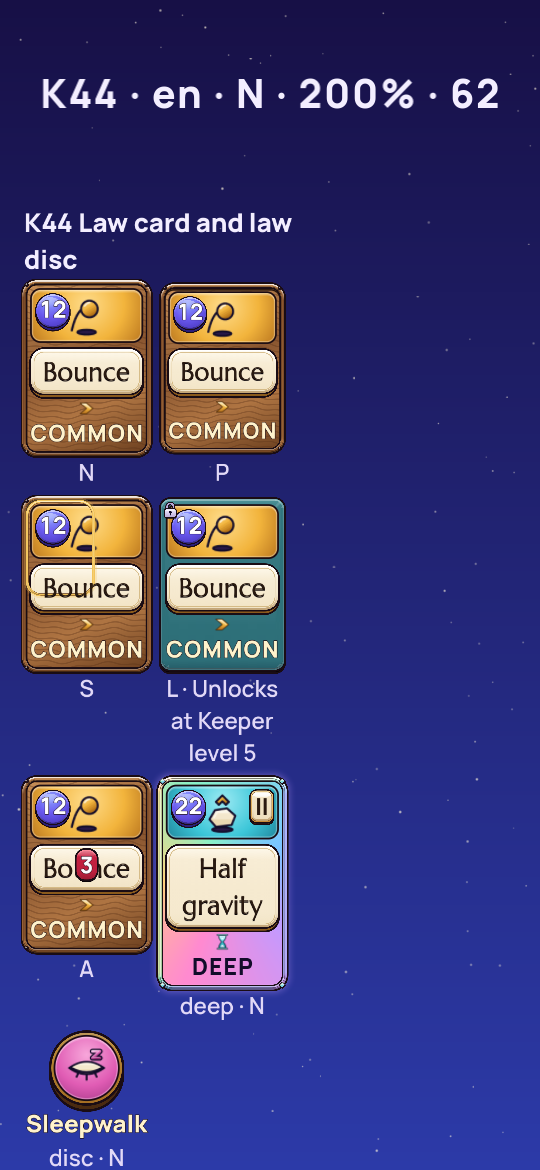 K44 · en · N · 200% · 62
K44 Law card and law
disc
12
Bounce
COMMON
N
12
Bounce
COMMON
P
12
Bounce
COMMON
S
12
Bounce
COMMON
L · Unlocks
at Keeper
level 5
12
3
COMMON
A
22
II
Half
gravity
DEEP
deep · N
z
Sleepwalk
disc · N